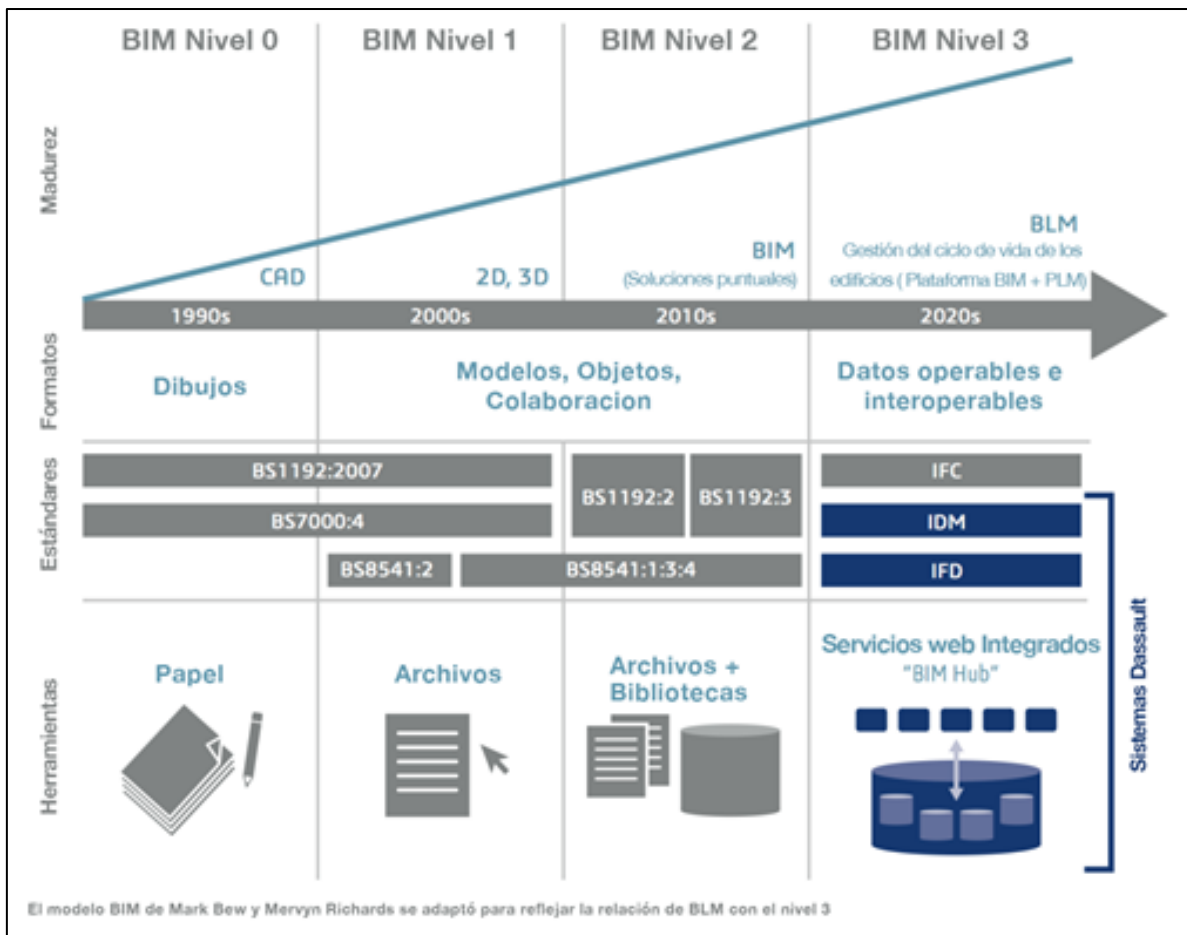 BIM Nivel 0
BIM Nivel 1
BIM Nivel 2
BIM Nivel 3
Madurez
CAD
2D, 3D
BIM
(Soluciones puntuales)
BLM
Gestión del ciclo de vida de los
edificios ( Plataforma BIM + PLM)
1990s
2000s
2010s
2020s
Formatos
Dibujos
Modelos, Objetos,
Colaboracion
Datos operables e
interoperables
Estándares
BS1192:2007
BS7000:4
BS8541:2
BS8541:1:3:4
BS1192:2
BS1192:3
IFC
IDM
IFD
Herramientas
Papel
Archivos
Archivos +
Bibliotecas
Servicios web Integrados
"BIM Hub"
Sistemas Dassault
El modelo BIM de Mark Bew y Mervyn Richards se adaptó para reflejar la relación de BLM con el nivel 3